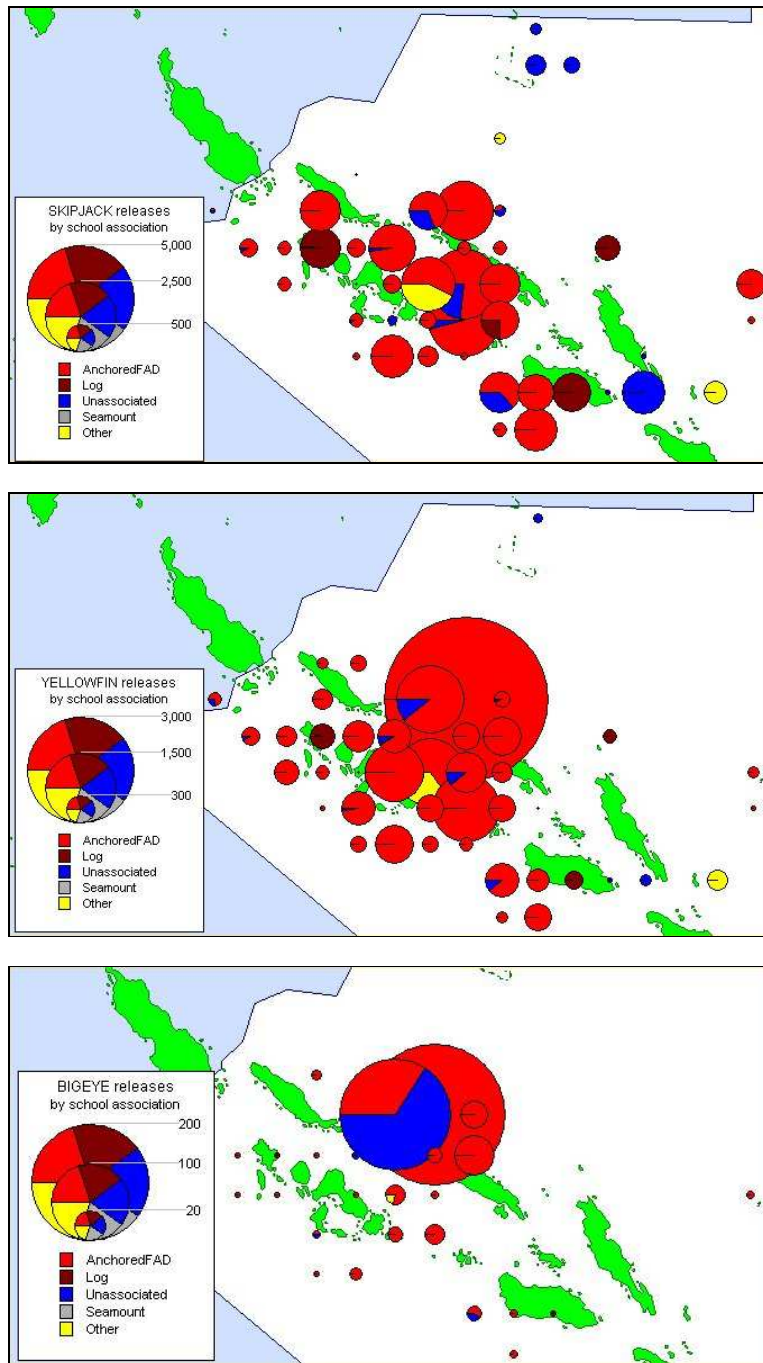 SKIPJACK releases
by school association
5,000
2,500
500
AnchoredFAD
Log
Unassociated
Seamount
Other
YELLOWFIN releases
by school association
3,000
1,500
300
AnchoredFAD
Log
Unassociated
Seamount
Other
BIGEYE releases
by school association
200
100
20
AnchoredFAD
Log
Unassociated
Seamount
Other